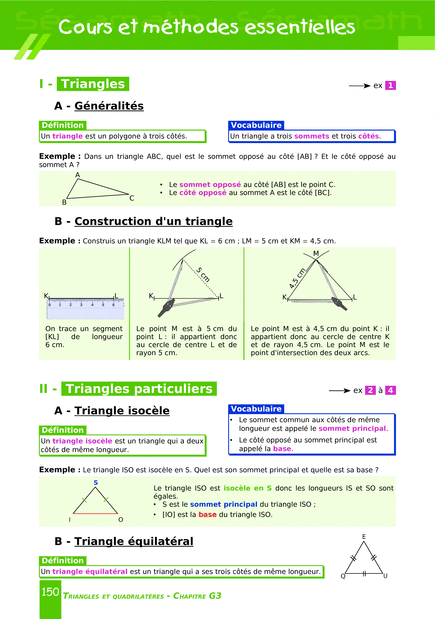 Cours et méthodes essentielles
I - Triangles
ex 1
A - Généralités
Définition
Un triangle est un polygone à trois côtés.
Vocabulaire
Un triangle a trois sommets et trois côtés.
Exemple : Dans un triangle ABC, quel est le sommet opposé au côté [AB] ? Et le côté opposé au
sommet A ?
A
B
C
• Le sommet opposé au côté [AB] est le point C.
• Le côté opposé au sommet A est le côté [BC].
B - Construction d'un triangle
Exemple : Construis un triangle KLM tel que KL = 6 cm ; LM = 5 cm et KM = 4,5 cm.
K
L
0 1 2 3 4 5 6
On trace un segment
[KL] de longueur
6 cm.
5 cm
K
L
Le point M est à 5 cm du
point L : il appartient donc
au cercle de centre L et de
rayon 5 cm.
M
4,5 cm
K
L
Le point M est à 4,5 cm du point K : il
appartient donc au cercle de centre K
et de rayon 4,5 cm. Le point M est le
point d'intersection des deux arcs.
II - Triangles particuliers
ex 2 à 4
A - Triangle isocèle
Définition
Un triangle isocèle est un triangle qui a deux
côtés de même longueur.
Vocabulaire
• Le sommet commun aux côtés de même
longueur est appelé le sommet principal.
• Le côté opposé au sommet principal est
appelé la base.
Exemple : Le triangle ISO est isocèle en S. Quel est son sommet principal et quelle est sa base ?
S
I
O
Le triangle ISO est isocèle en S donc les longueurs IS et SO sont
égales.
• S est le sommet principal du triangle ISO ;
• [IO] est la base du triangle ISO.
B - Triangle équilatéral
Définition
Un triangle équilatéral est un triangle qui a ses trois côtés de même longueur.
E
Q
U
150 Triangles et quadrilatères - Chapitre G3